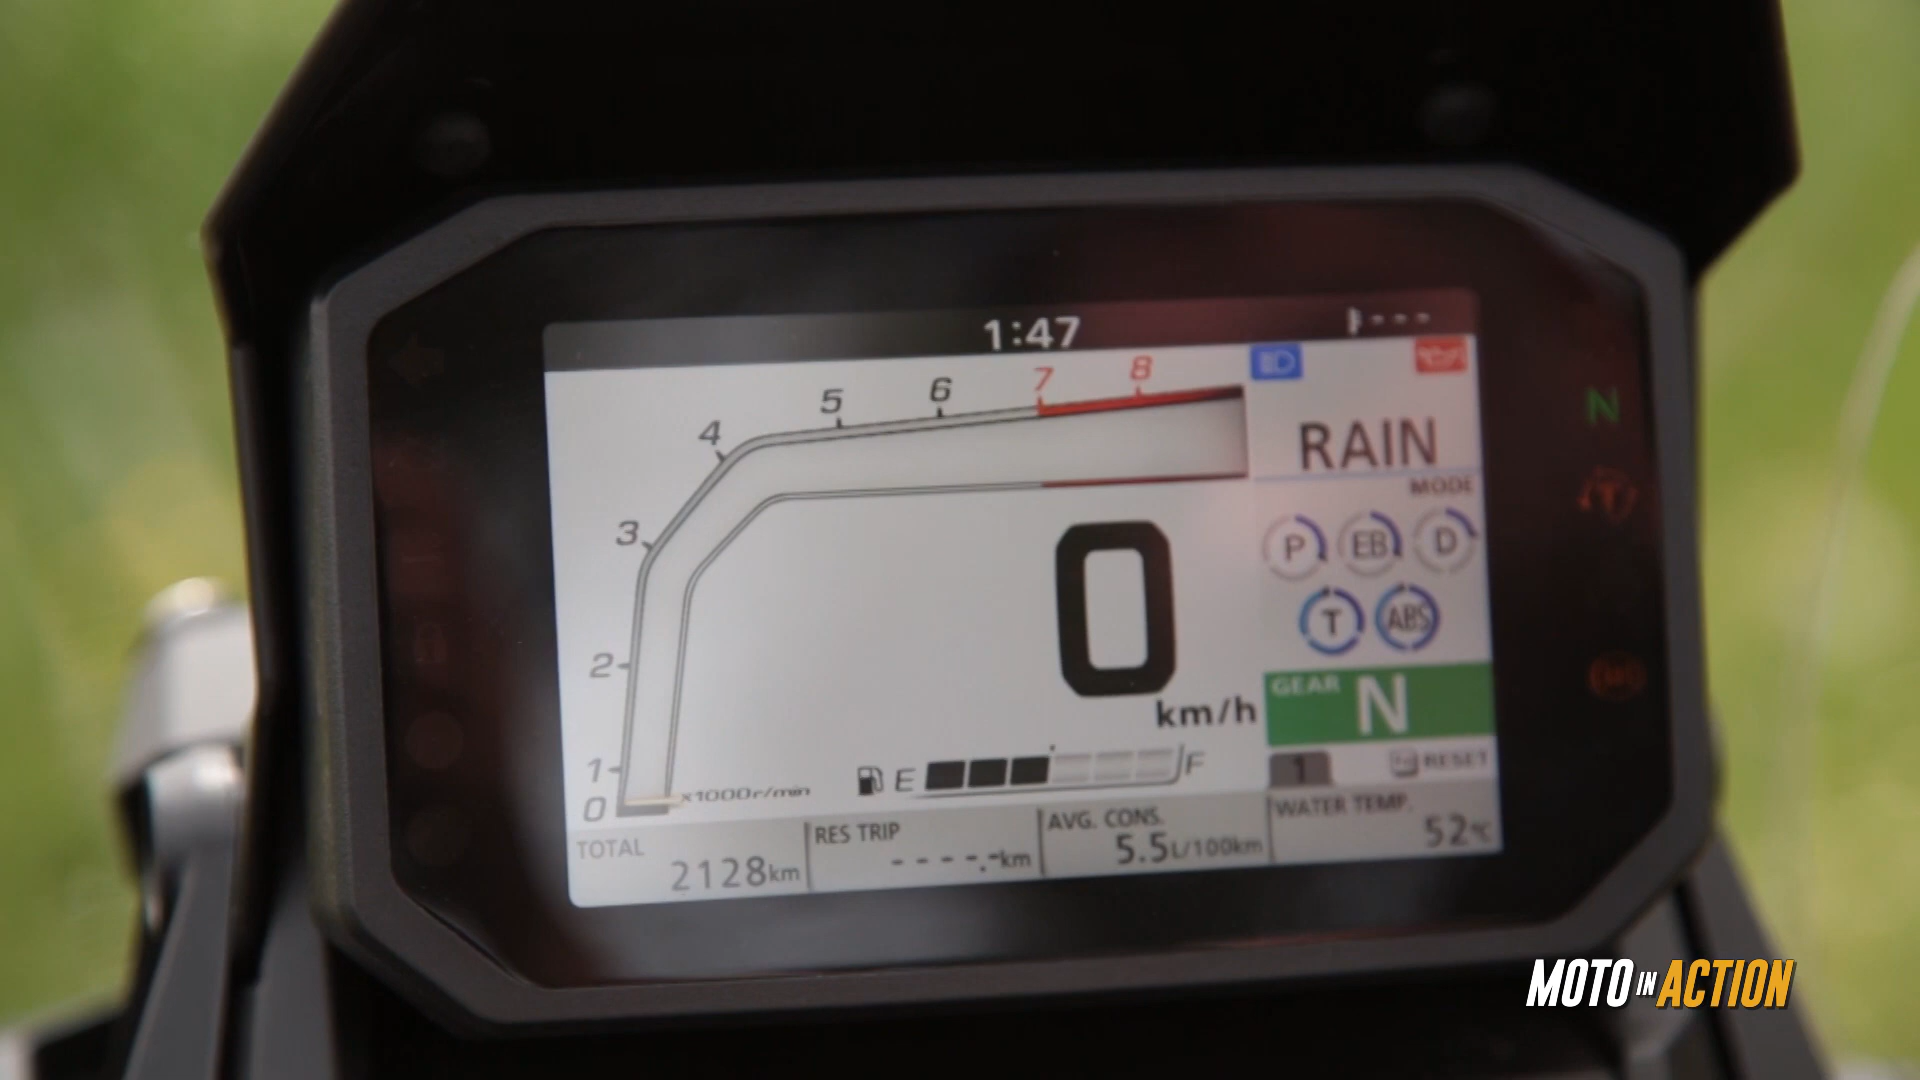 1:47
4 5 6 7 8
RAIN
MODE
3
P EB D
0
T ABS
2
km/h
GEAR N
1
0
x1000r/min
E F
1
RESET
TOTAL
2128km
RES TRIP
----.-km
AVG. CONS.
5.5L/100km
WATER TEMP.
52℃
N
T
MOTO IN ACTION